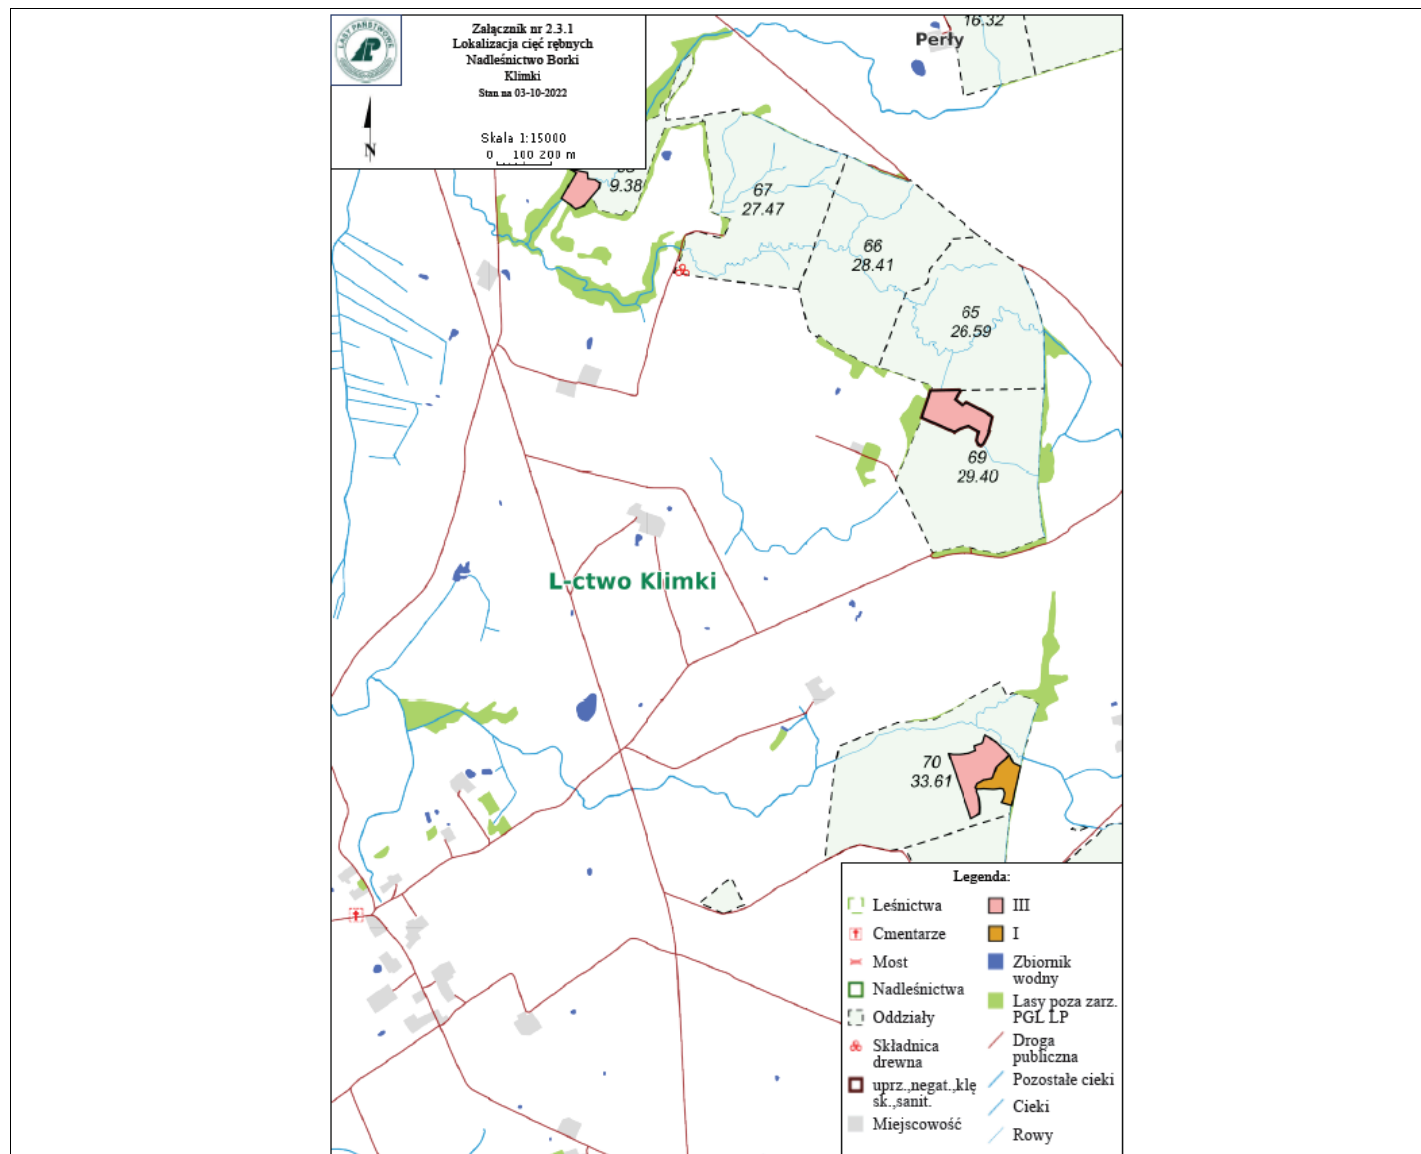 Załącznik nr 2.3.1
Lokalizacja cięć rębnych
Nadleśnictwo Borki
Klimki
Stan na 03-10-2022
LASY PAŃSTWOWE
N
Skala 1:15000
0 100 200 m
Perły
16.32
9.38
67
27.47
66
28.41
65
26.59
69
29.40
L-ctwo Klimki
70
33.61
Legenda:
Leśnictwa
Cmentarze
Most
Nadleśnictwa
Oddziały
Składnica
drewna
uprz.,negat.,klę
sk.,sanit.
Miejscowość
III
I
Zbiornik
wodny
Lasy poza zarz.
PGL LP
Droga
publiczna
Pozostałe cieki
Cieki
Rowy